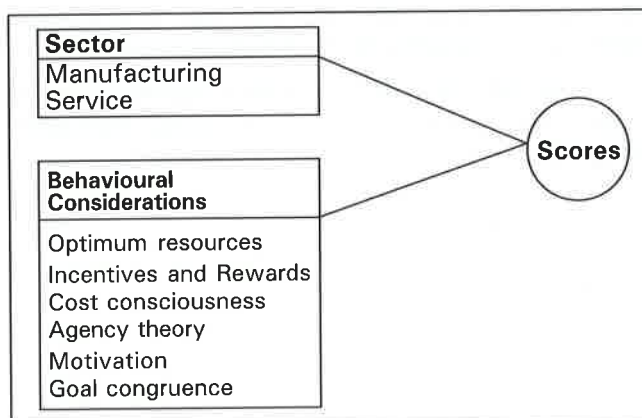 Sector
Manufacturing
Service
Scores
Behavioural
Considerations
Optimum resources
Incentives and Rewards
Cost consciousness
Agency theory
Motivation
Goal congruence